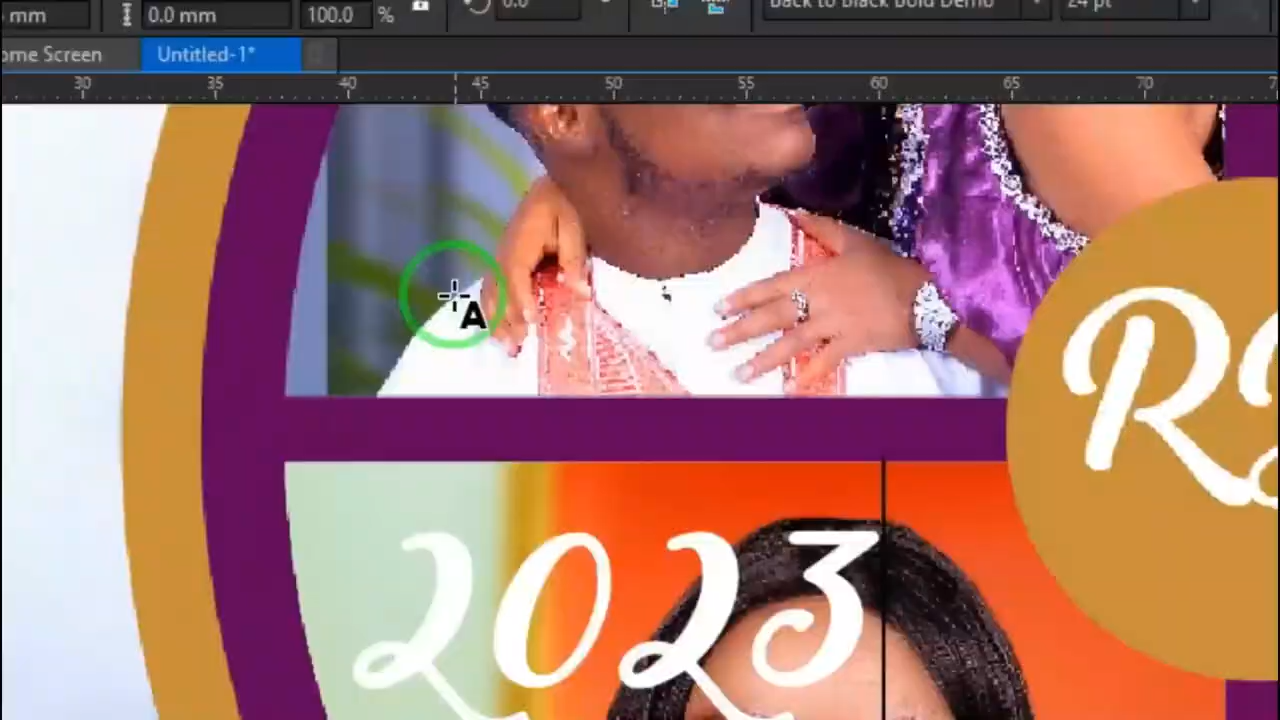 mm 0.0 mm 100.0 % 0.0 Back to Black Bold Demo 24 pt
ome Screen Untitled-1*
30 35 40 45 50 55 60 65 70
A
R
2023